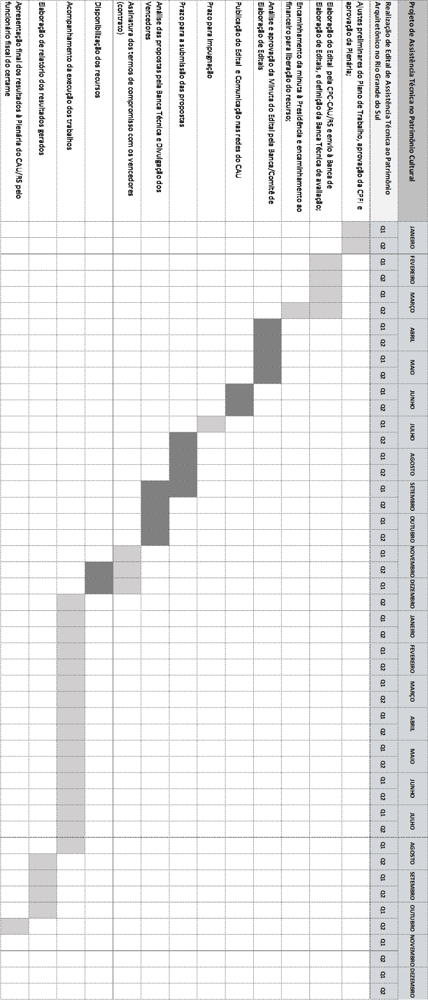 Projeto de Assistência Técnica no Patrimônio Cultural
JANEIRO
FEVEREIRO
MARÇO
ABRIL
MAIO
JUNHO
JULHO
AGOSTO
SETEMBRO
OUTUBRO
NOVEMBRO
DEZEMBRO
JANEIRO
FEVEREIRO
MARÇO
ABRIL
MAIO
JUNHO
JULHO
AGOSTO
SETEMBRO
OUTUBRO
NOVEMBRO
DEZEMBRO
Realização de Edital de Assistência Técnica ao Patrimônio
Arquitetônico no Rio Grande do Sul
Q1 Q2 Q1 Q2 Q1 Q2 Q1 Q2 Q1 Q2 Q1 Q2 Q1 Q2 Q1 Q2 Q1 Q2 Q1 Q2 Q1 Q2 Q1 Q2 Q1 Q2 Q1 Q2 Q1 Q2 Q1 Q2 Q1 Q2 Q1 Q2 Q1 Q2 Q1 Q2 Q1 Q2 Q1 Q2 Q1 Q2 Q1 Q2
Ajustes preliminares do Plano de Trabalho, aprovação da CPFI e
aprovação da Plenária;
Elaboração do Edital pela CPC-CAU/RS e envio à Banca de
Elaboração de Editais, e definição da Banca Técnica de avaliação;
Encaminhamento da minuta à Presidência e encaminhamento ao
financeiro para liberação do recurso;
Análise e aprovação da Minuta do Edital pela Banca/Comitê de
Elaboração de Editais
Publicação do Edital e Comunicação nas redes do CAU
Prazo para impugnação
Prazo para a submissão das propostas
Análise das propostas pela Banca Técnica e Divulgação dos
Vencedores
Assinatura dos termos de compromisso com os vencedores
(contrato)
Disponibilização dos recursos
Acompanhamento da execução dos trabalhos
Elaboração de relatório dos resultados gerados
Apresentação final dos resultados à Plenária do CAU/RS pelo
funcionário fiscal do certame